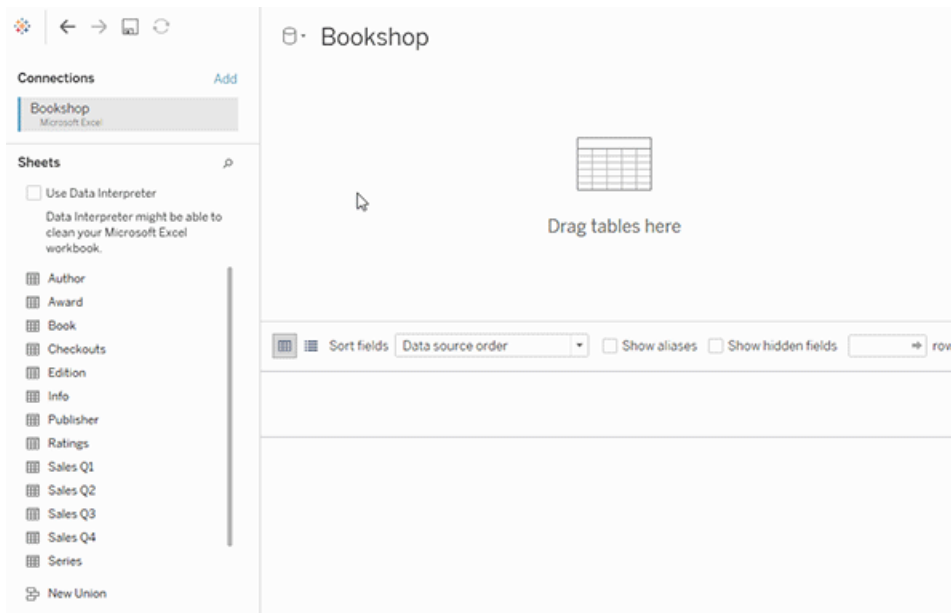 Connections
Add
Bookshop
Microsoft Excel
Sheets
Use Data Interpreter
Data Interpreter might be able to
clean your Microsoft Excel
workbook.
Author
Award
Book
Checkouts
Edition
Info
Publisher
Ratings
Sales Q1
Sales Q2
Sales Q3
Sales Q4
Series
New Union
Bookshop
Drag tables here
Sort fields Data source order Show aliases Show hidden fields row